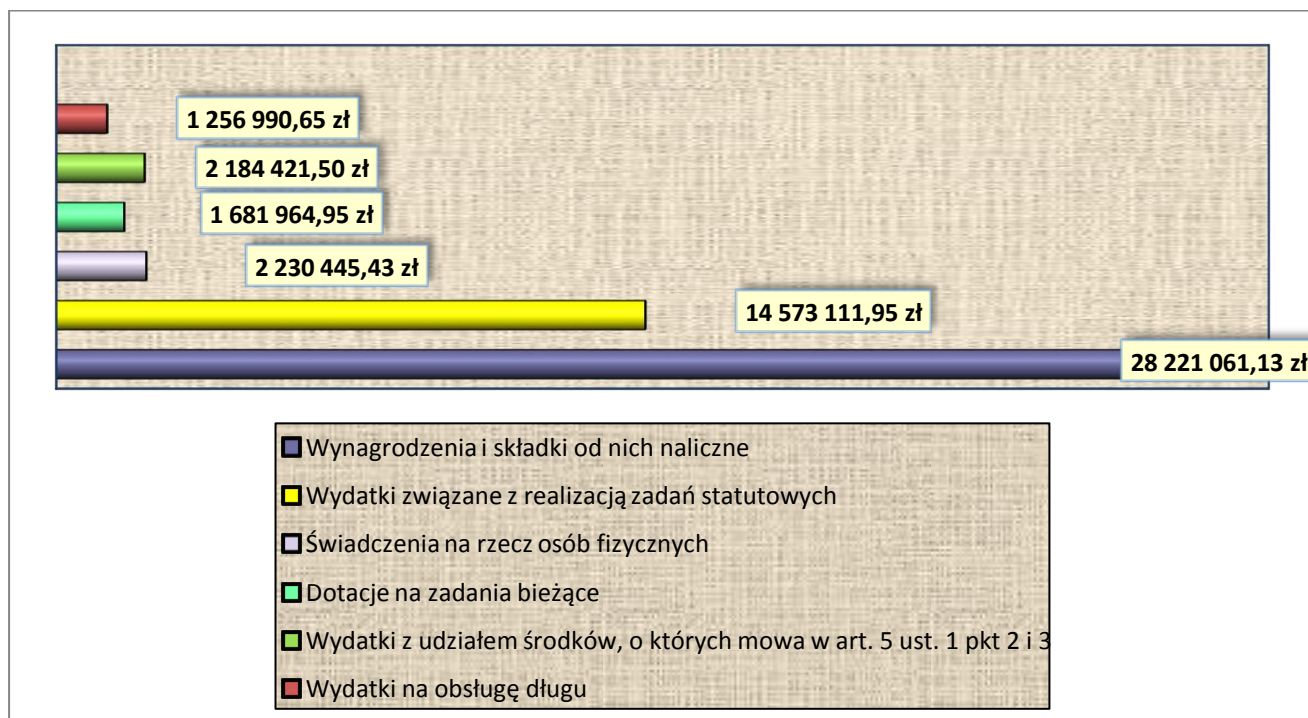 1 256 990,65 zł
2 184 421,50 zł
1 681 964,95 zł
2 230 445,43 zł
14 573 111,95 zł
28 221 061,13 zł
Wynagrodzenia i składki od nich naliczne
Wydatki związane z realizacją zadań statutowych
Świadczenia na rzecz osób fizycznych
Dotacje na zadania bieżące
Wydatki z udziałem środków, o których mowa w art. 5 ust. 1 pkt 2 i 3
Wydatki na obsługę długu